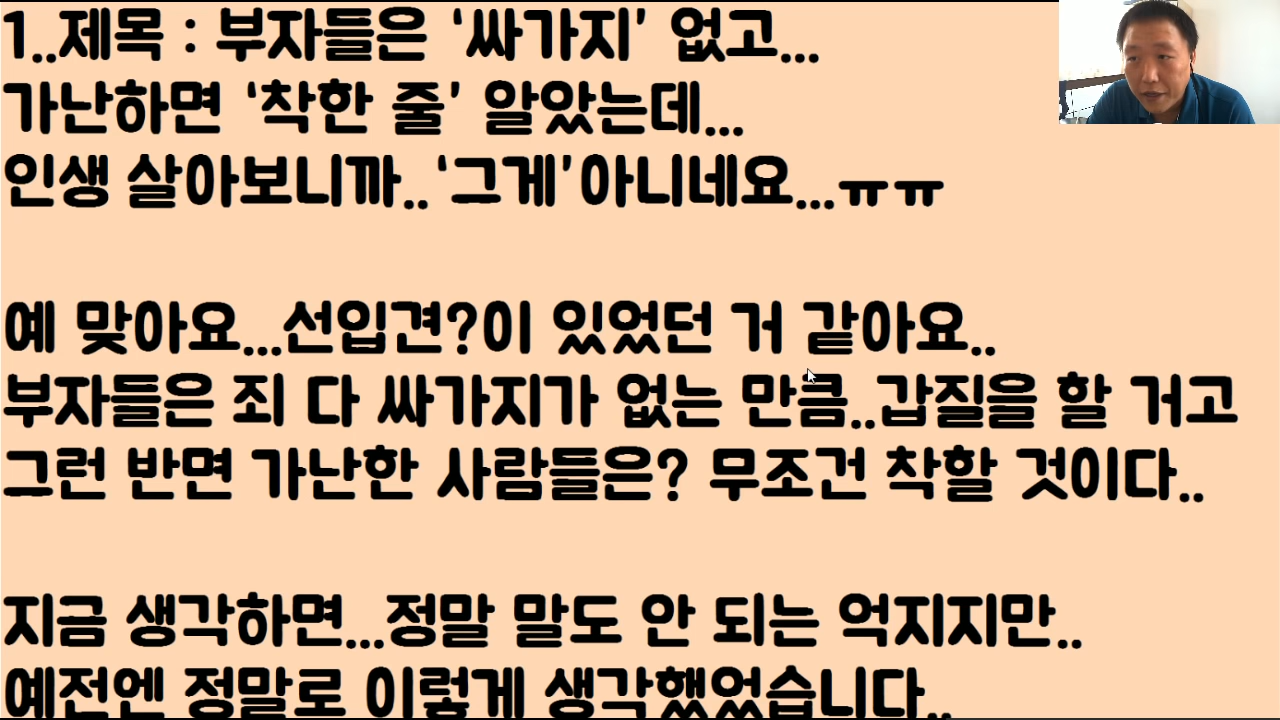 1..제목 : 부자들은 ‘싸가지’ 없고...
가난하면 ‘착한 줄’ 알았는데...
인생 살아보니까..‘그게’아니네요...ㅠㅠ
예 맞아요...선입견?이 있었던 거 같아요..
부자들은 죄 다 싸가지가 없는 만큼..갑질을 할 거고
그런 반면 가난한 사람들은? 무조건 착할 것이다..
지금 생각하면...정말 말도 안 되는 억지지만..
예전엔 정말로 이렇게 생각했었습니다..